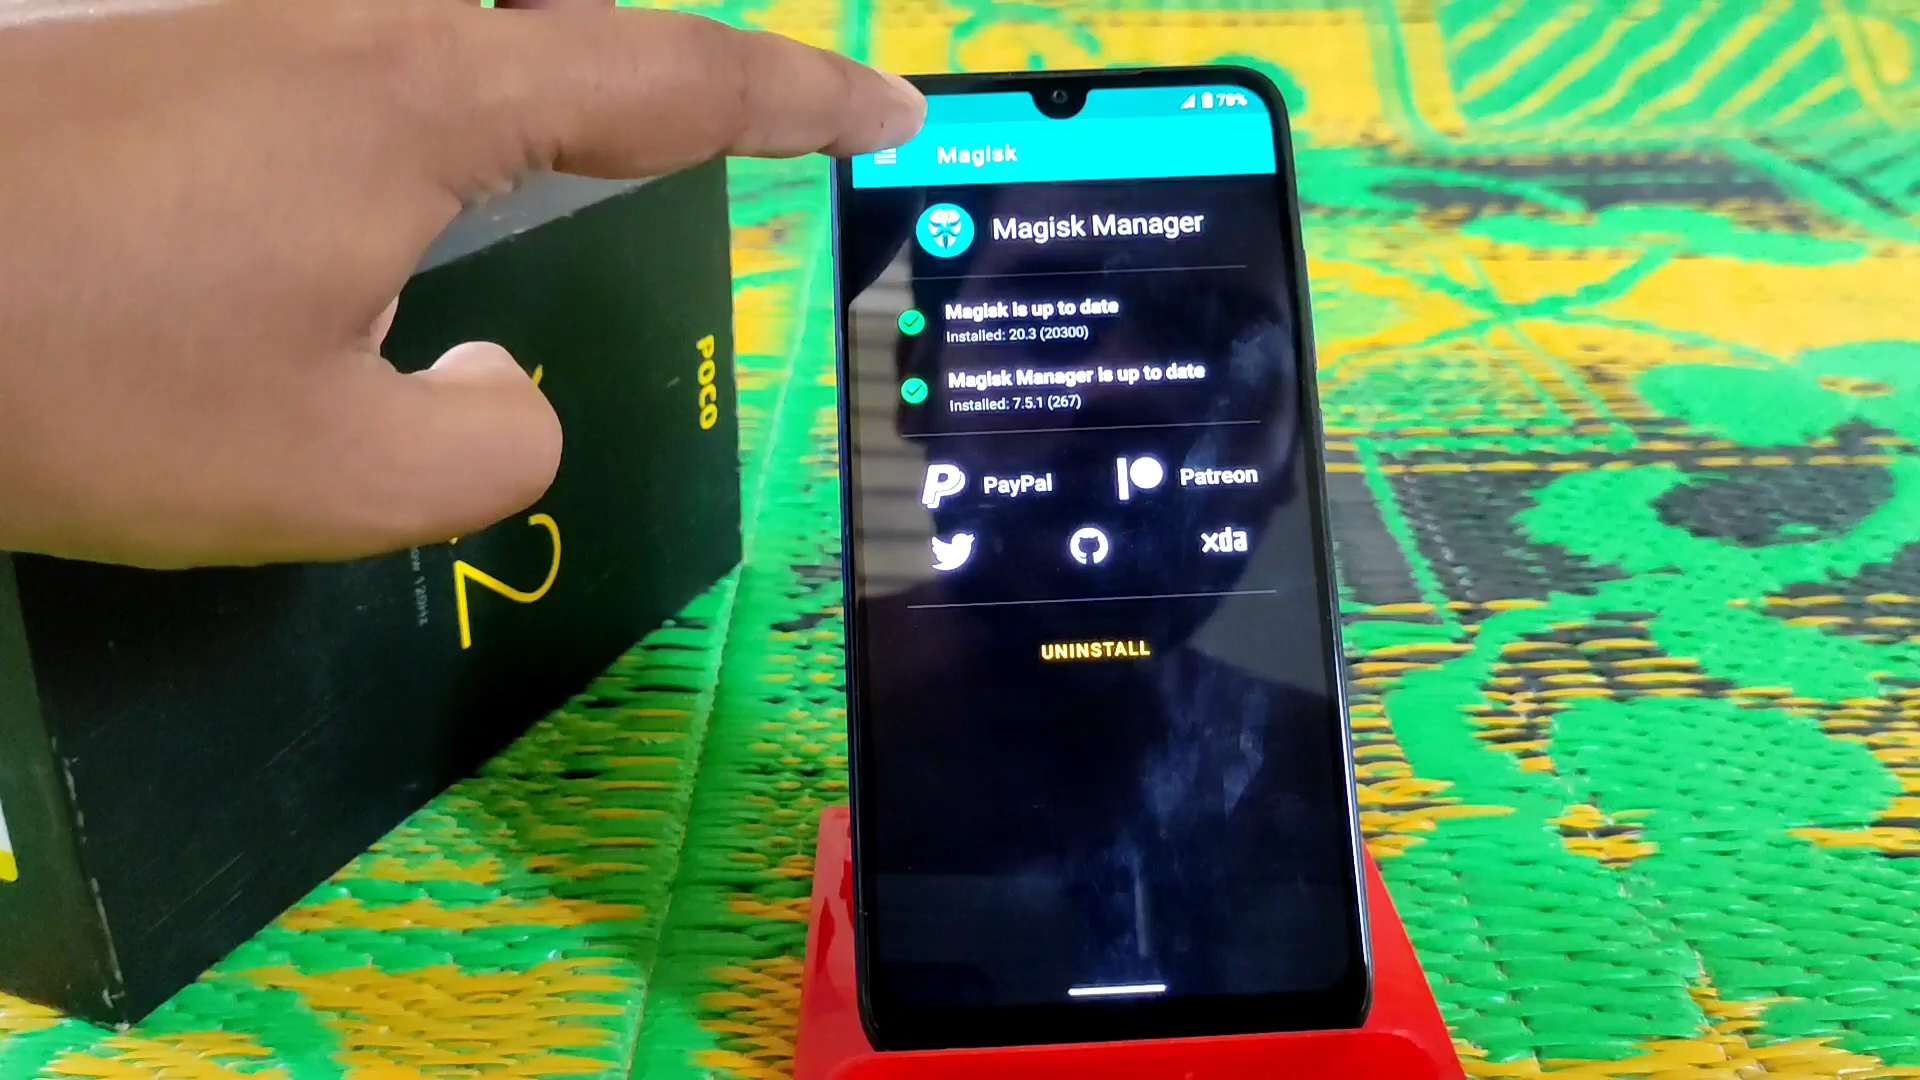 78%
Magisk
Magisk Manager
Magisk is up to date
Installed: 20.3 (20300)
Magisk Manager is up to date
Installed: 7.5.1 (267)
PayPal
Patreon
xda
UNINSTALL
POCO
2